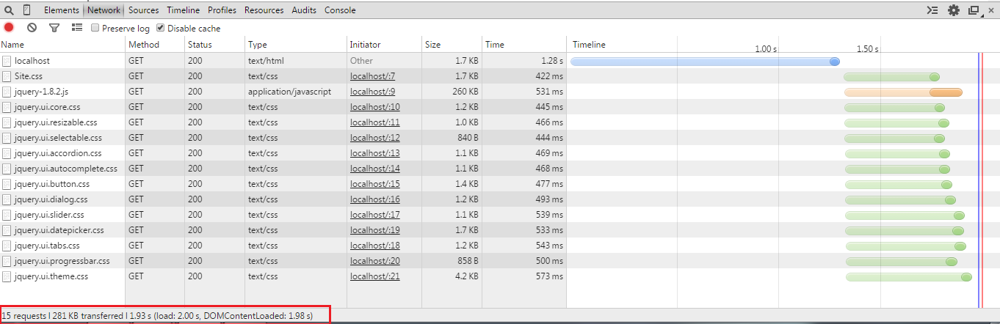 Elements Network Sources Timeline Profiles Resources Audits Console
Preserve log Disable cache
Name Method Status Type Initiator Size Time Timeline
1.00 s 1.50 s
localhost GET 200 text/html Other 1.7 KB 1.28 s
Site.css GET 200 text/css localhost/:7 1.7 KB 422 ms
jquery-1.8.2.js GET 200 application/javascript localhost/:9 260 KB 531 ms
jquery.ui.core.css GET 200 text/css localhost/:10 1.2 KB 445 ms
jquery.ui.resizable.css GET 200 text/css localhost/:11 1.0 KB 466 ms
jquery.ui.selectable.css GET 200 text/css localhost/:12 840 B 444 ms
jquery.ui.accordion.css GET 200 text/css localhost/:13 1.1 KB 469 ms
jquery.ui.autocomplete.css GET 200 text/css localhost/:14 1.1 KB 468 ms
jquery.ui.button.css GET 200 text/css localhost/:15 1.4 KB 477 ms
jquery.ui.dialog.css GET 200 text/css localhost/:16 1.2 KB 493 ms
jquery.ui.slider.css GET 200 text/css localhost/:17 1.1 KB 539 ms
jquery.ui.datepicker.css GET 200 text/css localhost/:19 1.7 KB 533 ms
jquery.ui.tabs.css GET 200 text/css localhost/:18 1.2 KB 543 ms
jquery.ui.progressbar.css GET 200 text/css localhost/:20 858 B 500 ms
jquery.ui.theme.css GET 200 text/css localhost/:21 4.2 KB 573 ms
15 requests | 281 KB transferred | 1.93 s (load: 2.00 s, DOMContentLoaded: 1.98 s)